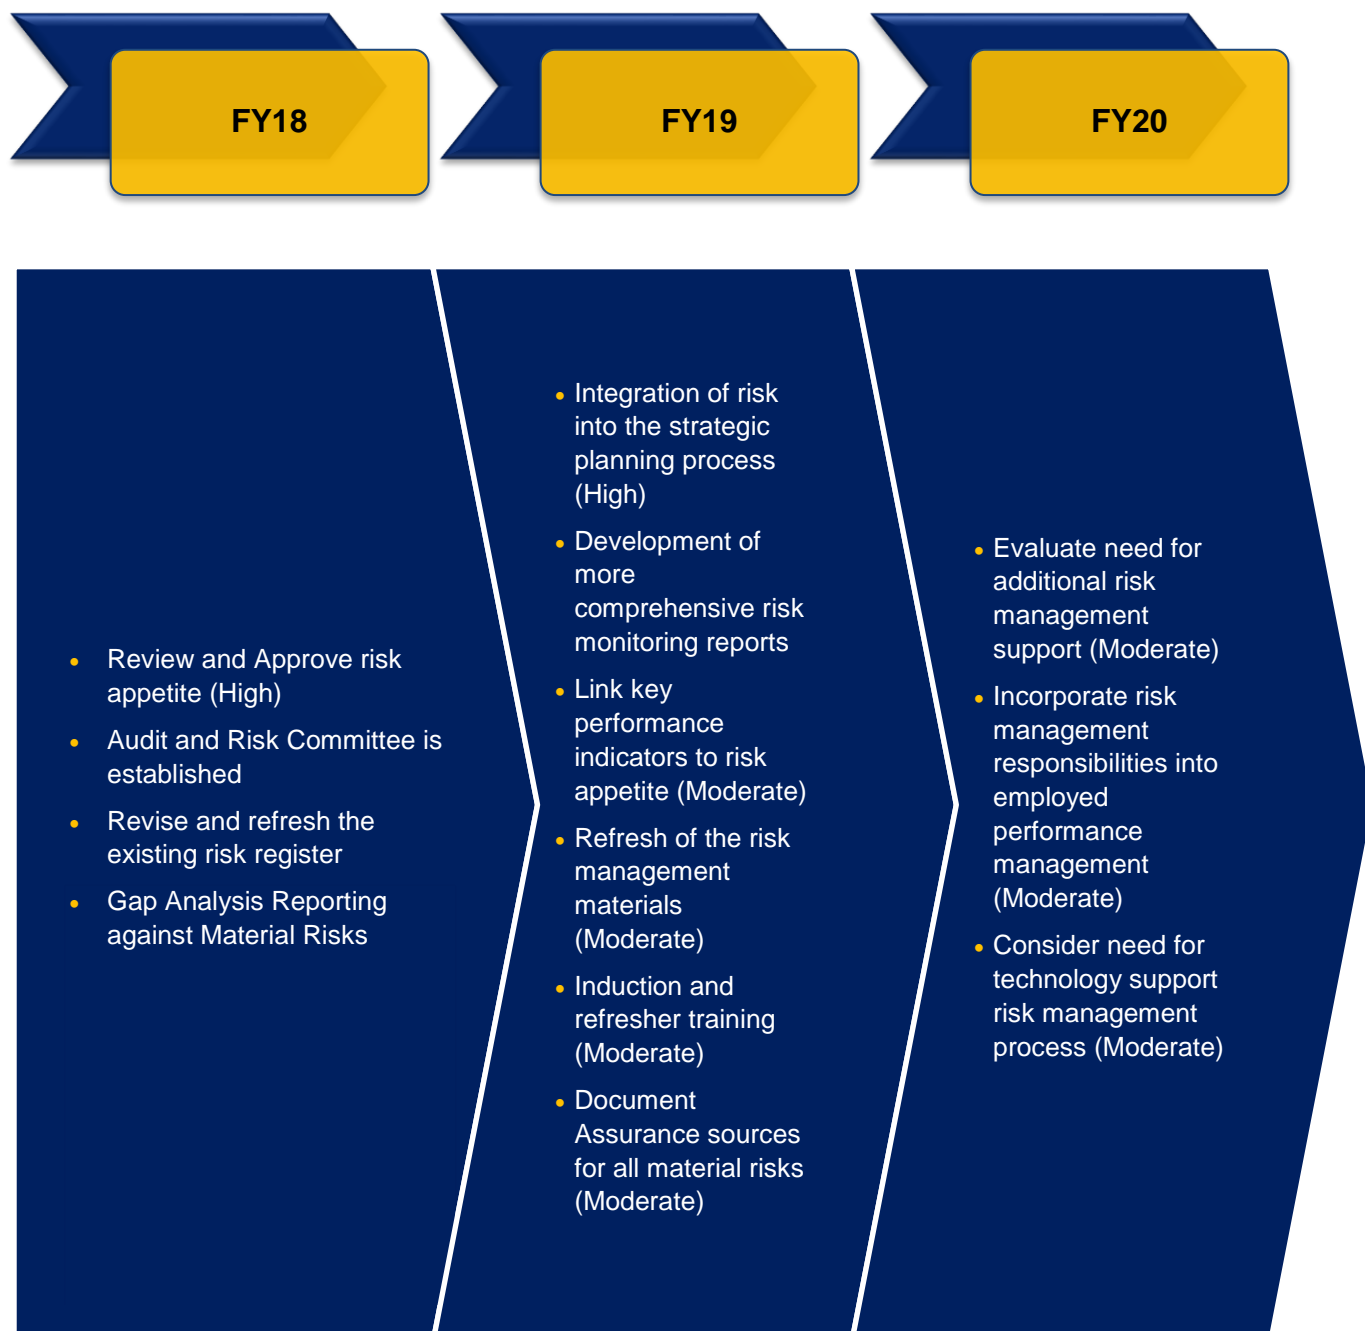 FY18
FY19
FY20
• Review and Approve risk
appetite (High)
• Audit and Risk Committee is
established
• Revise and refresh the
existing risk register
• Gap Analysis Reporting
against Material Risks
• Integration of risk
into the strategic
planning process
(High)
• Development of
more
comprehensive risk
monitoring reports
• Link key
performance
indicators to risk
appetite (Moderate)
• Refresh of the risk
management
materials
(Moderate)
• Induction and
refresher training
(Moderate)
• Document
Assurance sources
for all material risks
(Moderate)
• Evaluate need for
additional risk
management
support (Moderate)
• Incorporate risk
management
responsibilities into
employed
performance
management
(Moderate)
• Consider need for
technology support
risk management
process (Moderate)